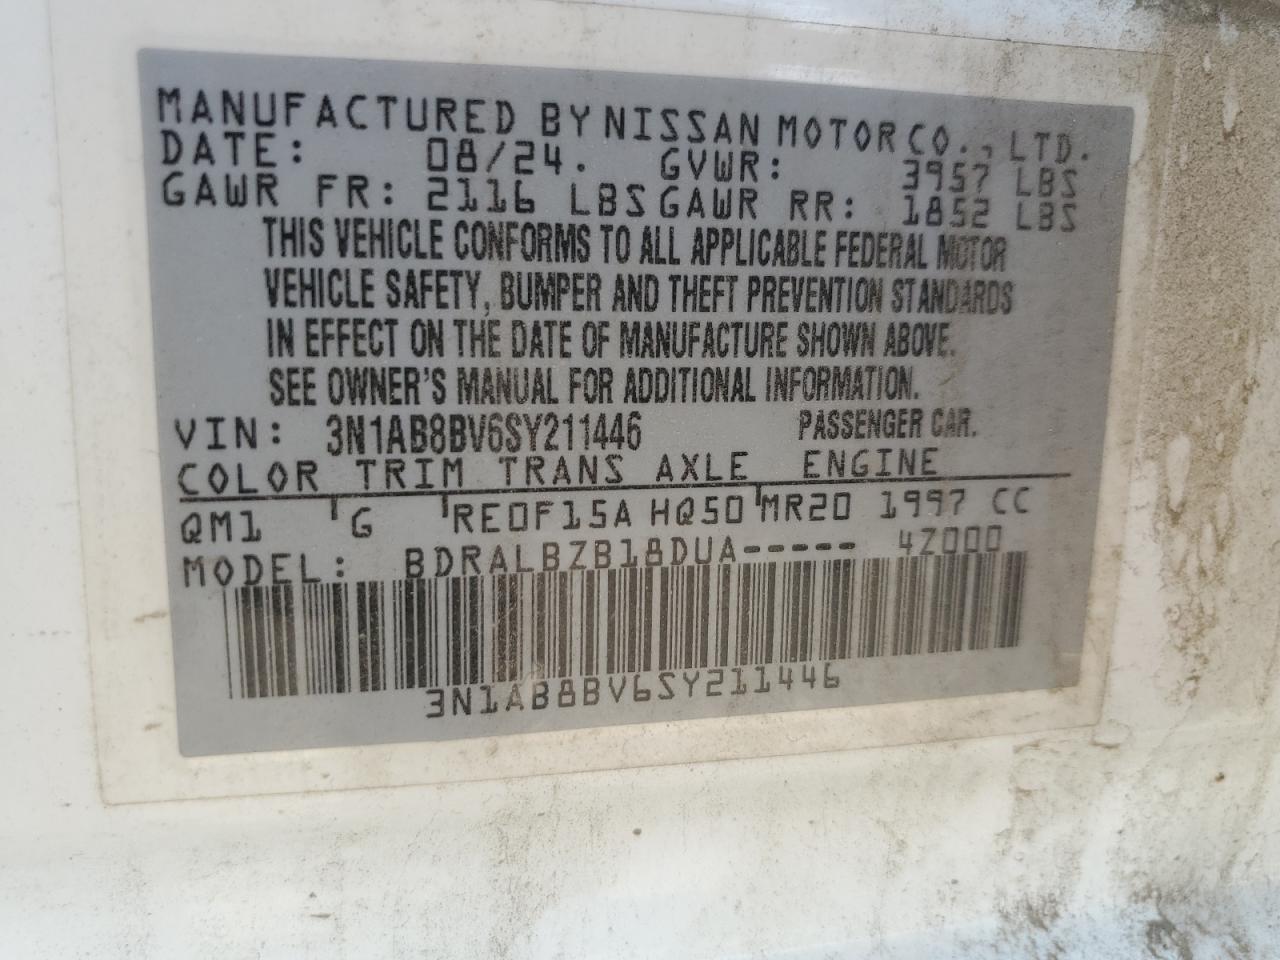 MANUFACTURED BY NISSAN MOTOR CO., LTD.
DATE: 08/24. GVWR: 3957 LBS
GAWR FR: 2116 LBS GAWR RR: 1852 LBS
THIS VEHICLE CONFORMS TO ALL APPLICABLE FEDERAL MOTOR
VEHICLE SAFETY, BUMPER AND THEFT PREVENTION STANDARDS
IN EFFECT ON THE DATE OF MANUFACTURE SHOWN ABOVE.
SEE OWNER'S MANUAL FOR ADDITIONAL INFORMATION.
VIN: 3N1AB8BV6SY211446 PASSENGER CAR.
COLOR TRIM TRANS AXLE ENGINE
QM1 G RE0F15A HQ50 MR20 1997 CC
MODEL: BDRALBZB18DUA----- 4Z000
3N1AB8BV6SY211446